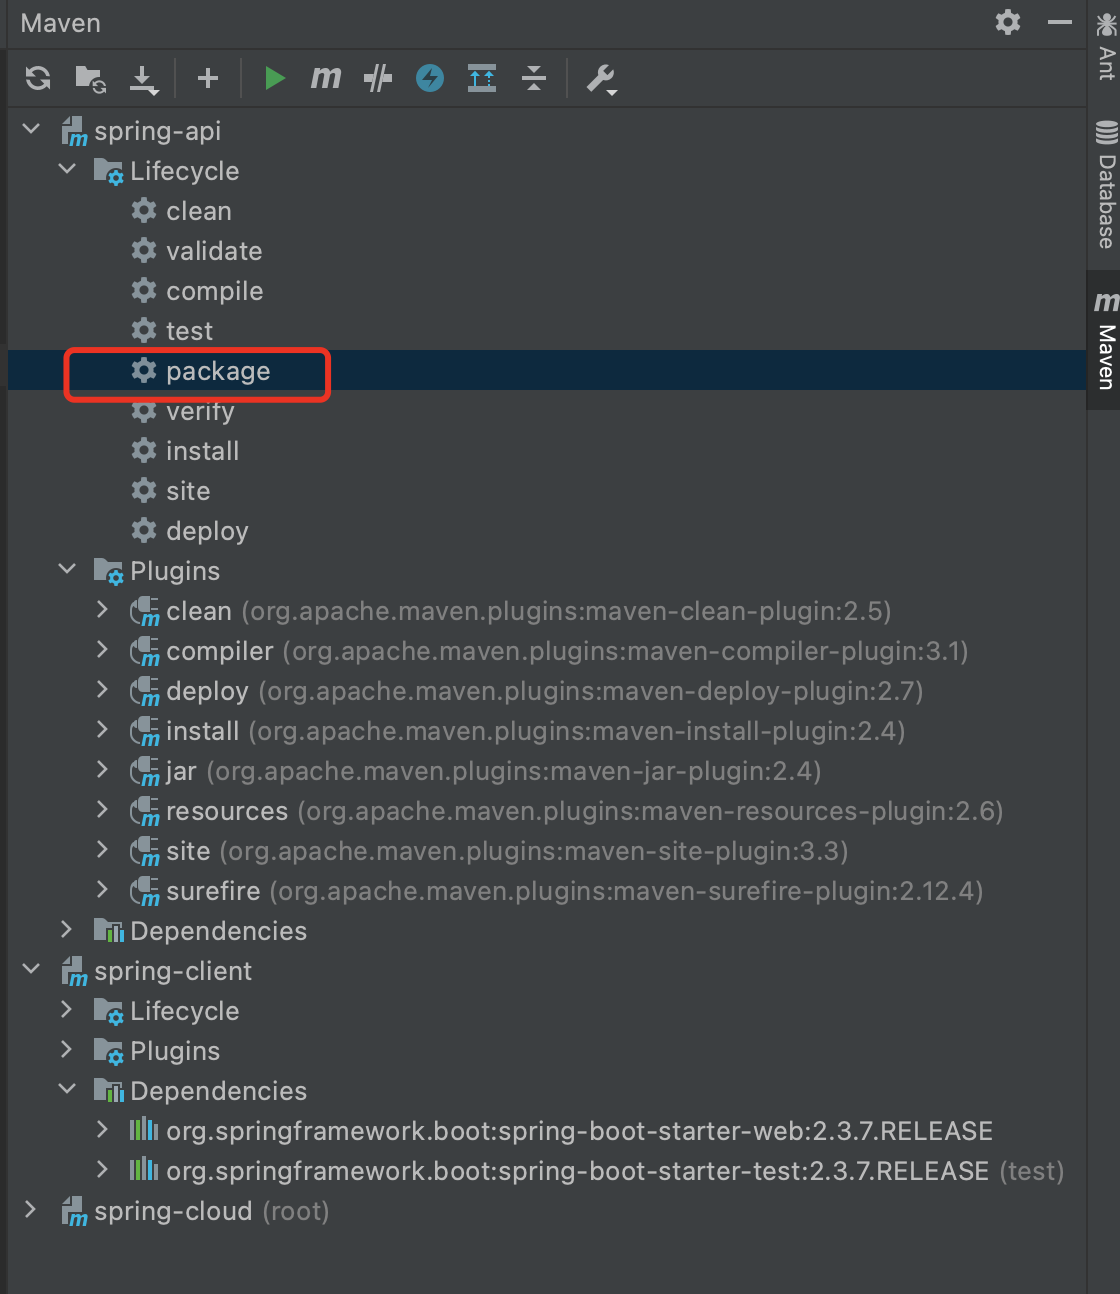 Maven
spring-api
Lifecycle
clean
validate
compile
test
package
verify
install
site
deploy
Plugins
clean (org.apache.maven.plugins:maven-clean-plugin:2.5)
compiler (org.apache.maven.plugins:maven-compiler-plugin:3.1)
deploy (org.apache.maven.plugins:maven-deploy-plugin:2.7)
install (org.apache.maven.plugins:maven-install-plugin:2.4)
jar (org.apache.maven.plugins:maven-jar-plugin:2.4)
resources (org.apache.maven.plugins:maven-resources-plugin:2.6)
site (org.apache.maven.plugins:maven-site-plugin:3.3)
surefire (org.apache.maven.plugins:maven-surefire-plugin:2.12.4)
Dependencies
spring-client
Lifecycle
Plugins
Dependencies
org.springframework.boot:spring-boot-starter-web:2.3.7.RELEASE
org.springframework.boot:spring-boot-starter-test:2.3.7.RELEASE (test)
spring-cloud (root)
Ant
Database
Maven